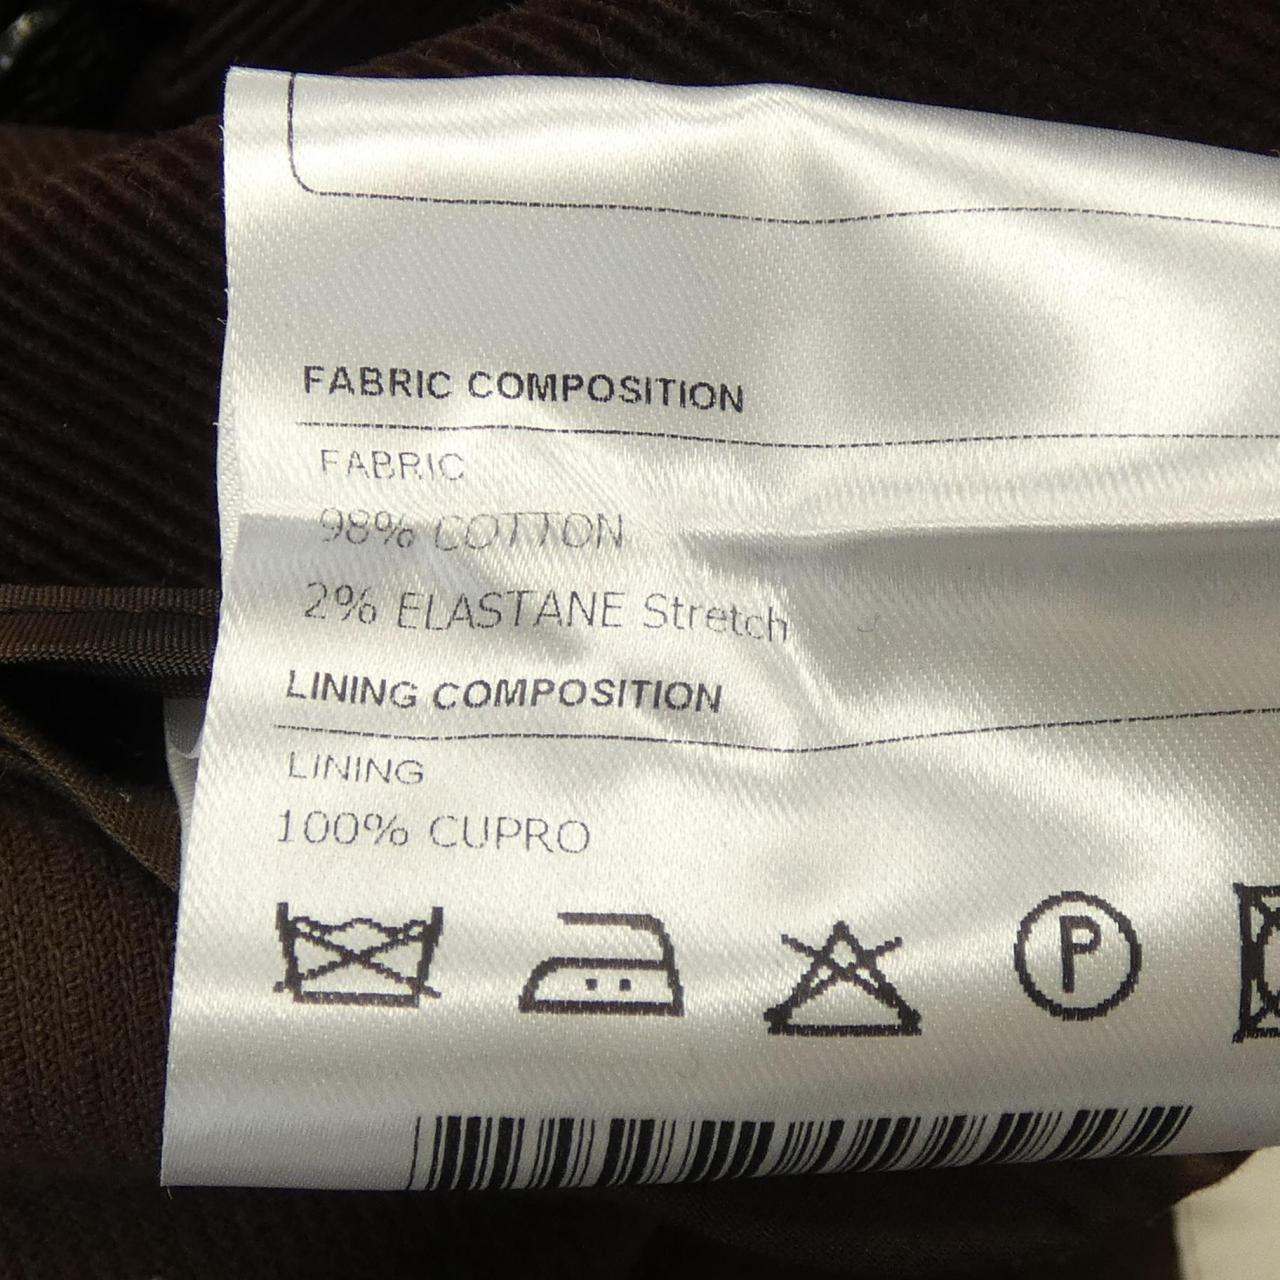 FABRIC COMPOSITION
FABRIC
98% COTTON
2% ELASTANE Stretch
LINING COMPOSITION
LINING
100% CUPRO
P